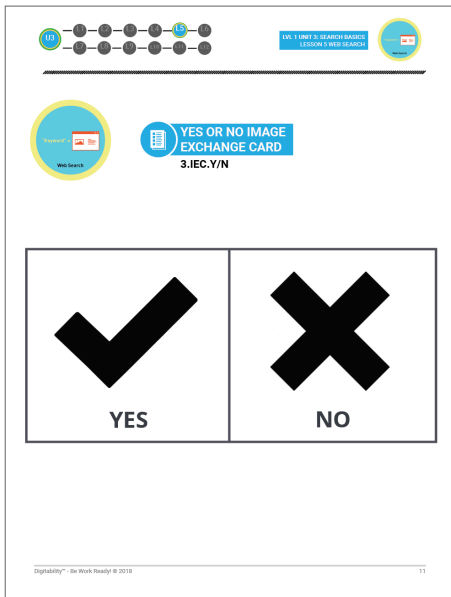 U3
L1 L2 L3 L4 L5 L6
L7 L8 L9 L10 L11 L12
LVL 1 UNIT 3: SEARCH BASICS
LESSON 5 WEB SEARCH
"Keyword" +
Web Search
YES OR NO IMAGE
EXCHANGE CARD
3.IEC.Y/N
YES
NO
Digitability™ - Be Work Ready! © 2018
11